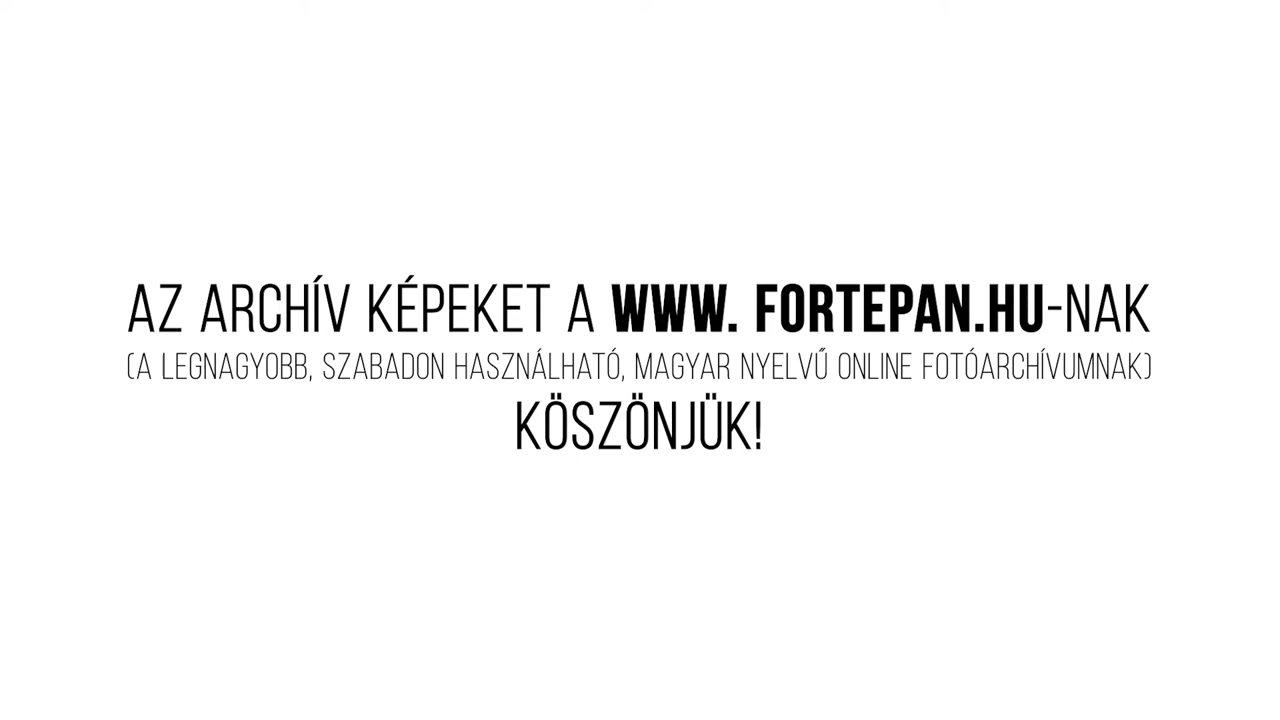 AZ ARCHÍV KÉPEKET A WWW. FORTEPAN.HU-NAK
(A LEGNAGYOBB, SZABADON HASZNÁLHATÓ, MAGYAR NYELVŰ ONLINE FOTÓARCHÍVUMNAK)
KÖSZÖNJÜK!